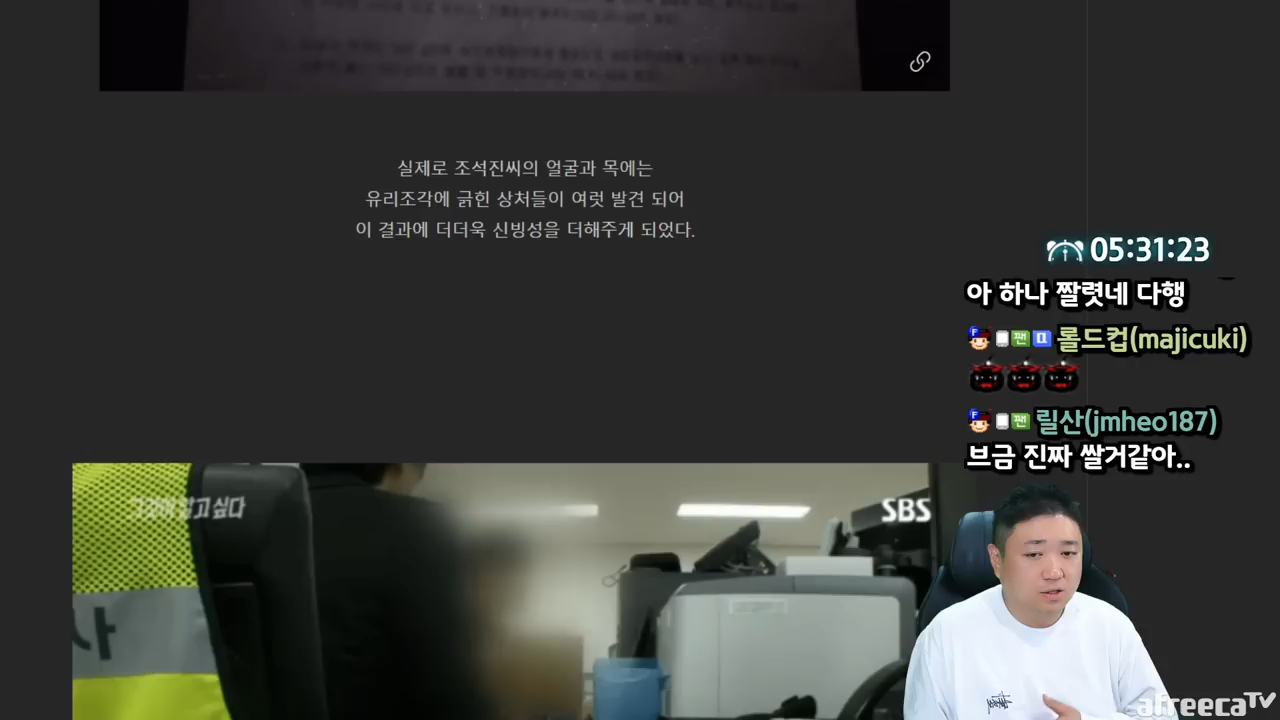 실제로 조석진씨의 얼굴과 목에는
유리조각에 긁힌 상처들이 여럿 발견 되어
이 결과에 더더욱 신빙성을 더해주게 되었다.
05:31:23
아 하나 짤렷네 다행
F 팬 롤드컵(majicuki)
F 팬 릴산(jmheo187)
브금 진짜 쌀거같아..
그것이 알고싶다
SBS
사
afreecaTV